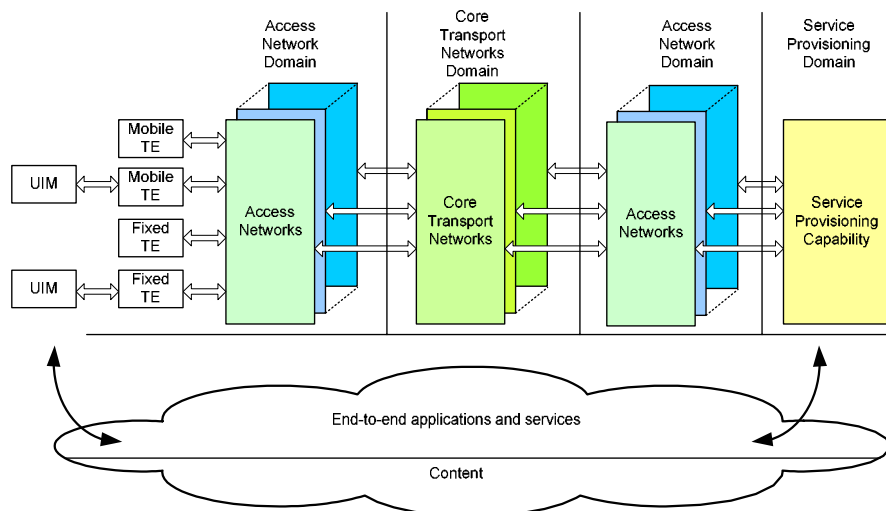 Access
Network
Domain
Core
Transport
Networks
Domain
Access
Network
Domain
Service
Provisioning
Domain
Mobile
TE
UIM
Mobile
TE
Fixed
TE
UIM
Fixed
TE
Access
Networks
Core
Transport
Networks
Access
Networks
Service
Provisioning
Capability
End-to-end applications and services
Content